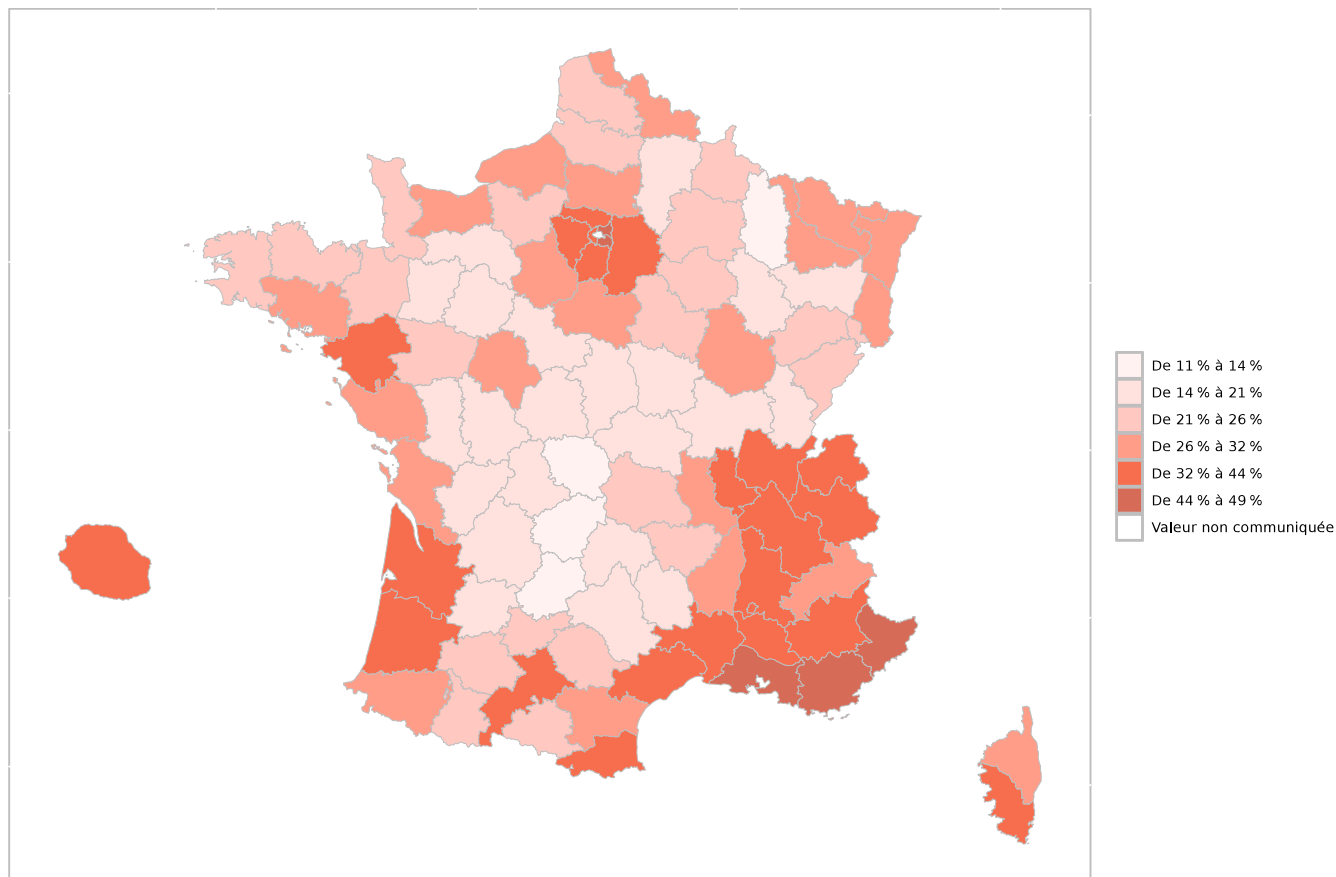 De 11 % à 14 %
De 14 % à 21 %
De 21 % à 26 %
De 26 % à 32 %
De 32 % à 44 %
De 44 % à 49 %
Valeur non communiquée